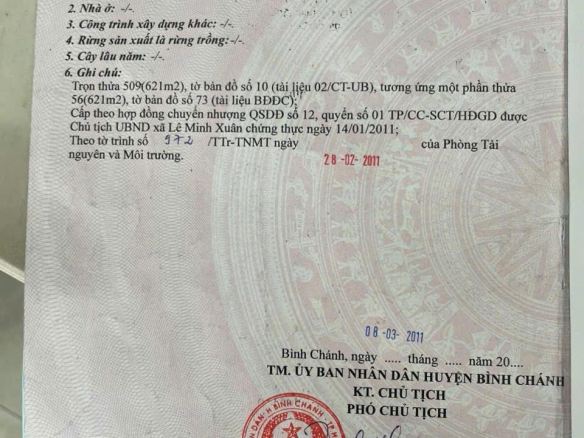 2. Nhà ở: -/-.
3. Công trình xây dựng khác: -/-.
4. Rừng sản xuất là rừng trồng: -/-.
5. Cây lâu năm: -/-.
6. Ghi chú:
Trọn thửa 509(621m2), tờ bản đồ số 10 (tài liệu 02/CT-UB), tương ứng một phần thửa
56(621m2), tờ bản đồ số 73 (tài liệu BĐĐC);
Cấp theo hợp đồng chuyển nhượng QSDĐ số 12, quyển số 01 TP/CC-SCT/HĐGD được
Chủ tịch UBND xã Lê Minh Xuân chứng thực ngày 14/01/2011;
Theo tờ trình số 972 /TTr-TNMT ngày 28-02-2011 của Phòng Tài
nguyên và Môi trường.
08-03-2011
Bình Chánh, ngày ..... tháng ..... năm 20....
TM. ỦY BAN NHÂN DÂN HUYỆN BÌNH CHÁNH
KT. CHỦ TỊCH
PHÓ CHỦ TỊCH